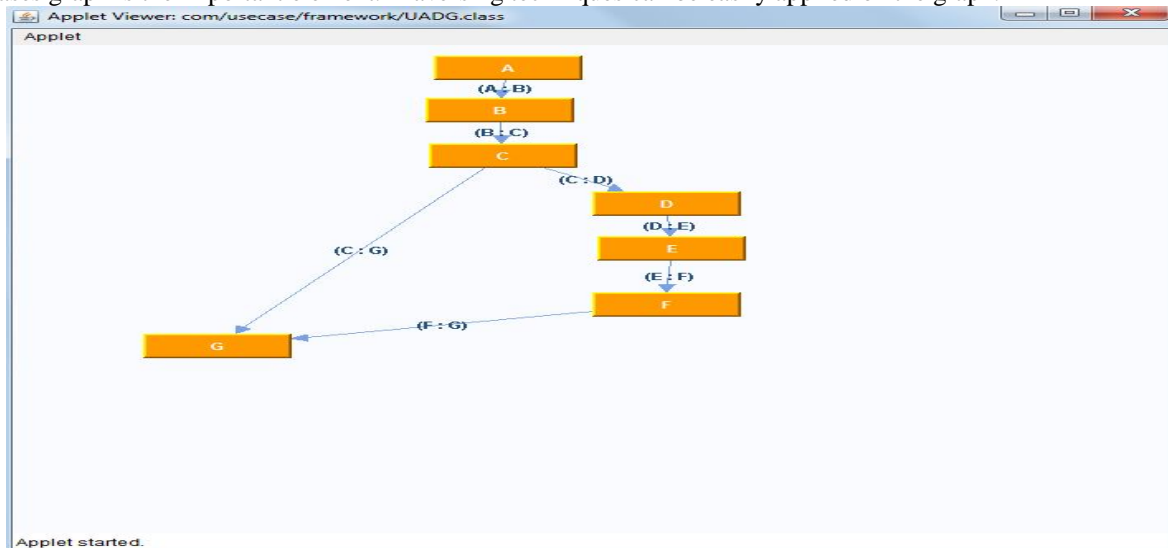 Applet Viewer: com/usecase/framework/UADG.class
Applet
A
(A : B)
B
(B : C)
C
(C : D)
D
(D : E)
(C : G)
E
(E : F)
F
(F : G)
G
Applet started.